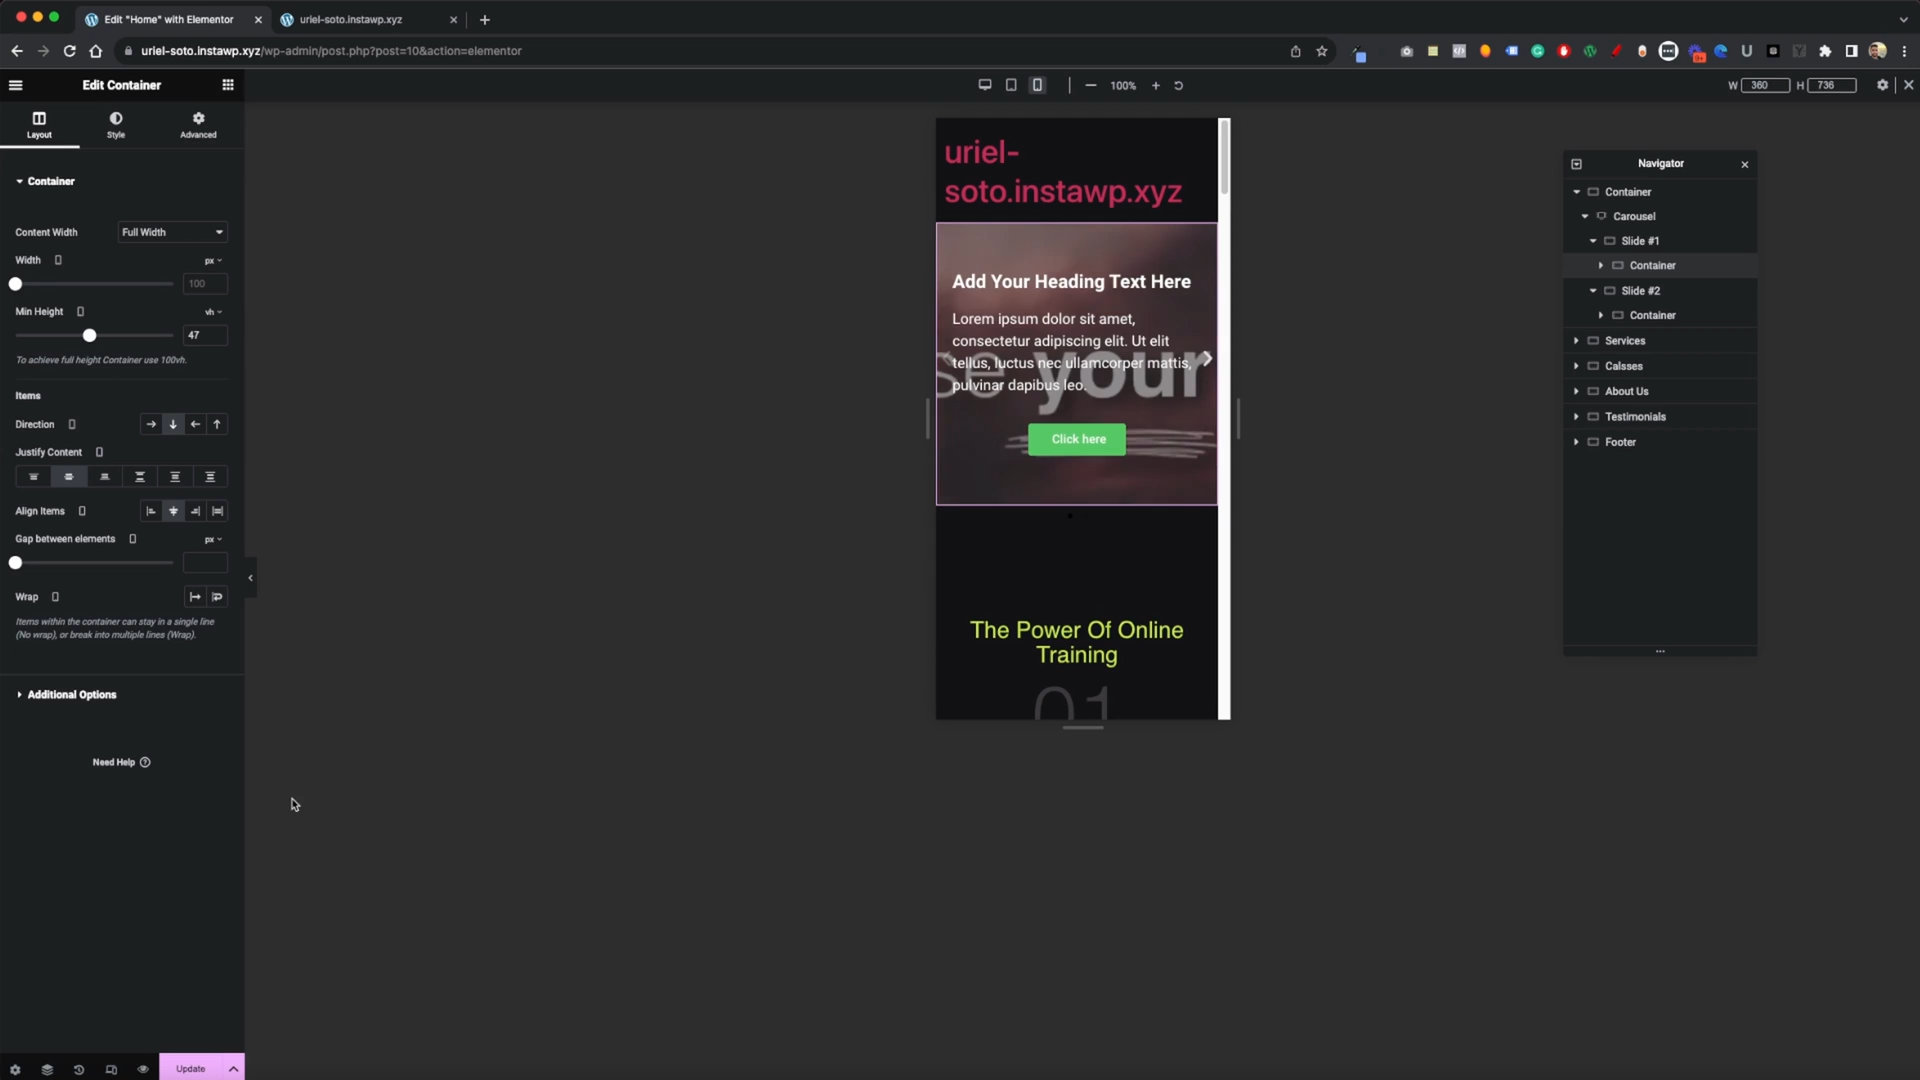 Edit "Home" with Elementor
uriel-soto.instawp.xyz
uriel-soto.instawp.xyz/wp-admin/post.php?post=10&action=elementor
9+
Edit Container
100%
W 360 H 736
Layout
Style
Advanced
Container
Content Width
Full Width
Width
px
100
Min Height
vh
47
To achieve full height Container use 100vh.
Items
Direction
Justify Content
Align Items
Gap between elements
px
Wrap
Items within the container can stay in a single line
(No wrap), or break into multiple lines (Wrap).
Additional Options
Need Help
Update
uriel-
soto.instawp.xyz
Add Your Heading Text Here
Lorem ipsum dolor sit amet,
consectetur adipiscing elit. Ut elit
tellus, luctus nec ullamcorper mattis,
pulvinar dapibus leo.
se your
Click here
The Power Of Online
Training
01
Navigator
Container
Carousel
Slide #1
Container
Slide #2
Container
Services
Calsses
About Us
Testimonials
Footer